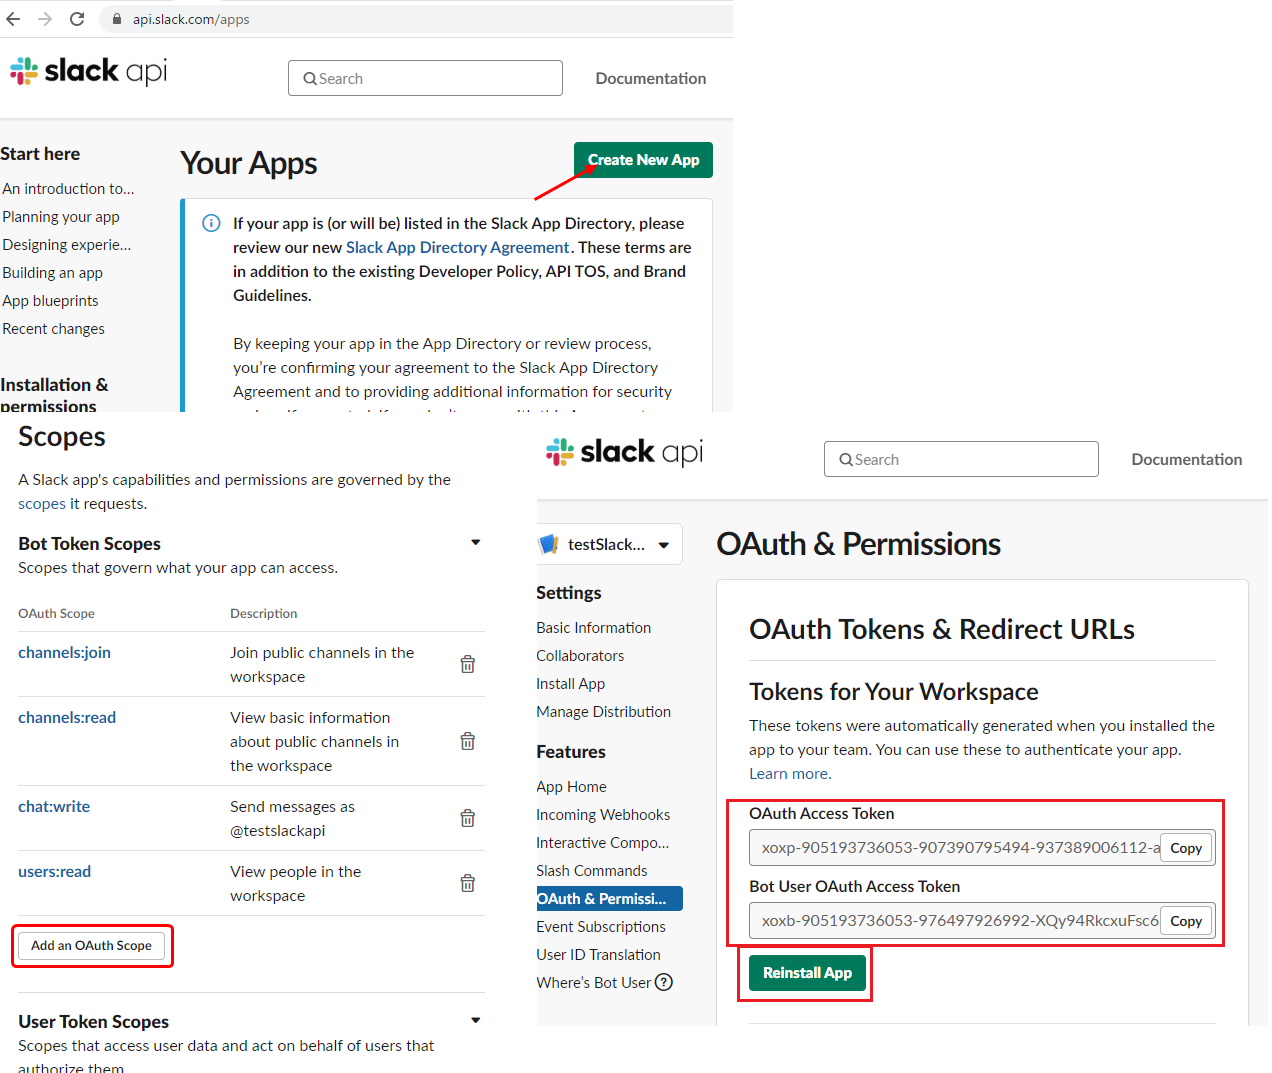 api.slack.com/apps
slack api
Search
Documentation
Start here
An introduction to...
Planning your app
Designing experie...
Building an app
App blueprints
Recent changes
Installation &
permissions
Your Apps
Create New App
If your app is (or will be) listed in the Slack App Directory, please
review our new Slack App Directory Agreement. These terms are
in addition to the existing Developer Policy, API TOS, and Brand
Guidelines.
By keeping your app in the App Directory or review process,
you're confirming your agreement to the Slack App Directory
Agreement and to providing additional information for security
Scopes
A Slack app's capabilities and permissions are governed by the
scopes it requests.
Bot Token Scopes
Scopes that govern what your app can access.
OAuth Scope Description
channels:join Join public channels in the
workspace
channels:read View basic information
about public channels in
the workspace
chat:write Send messages as
@testslackapi
users:read View people in the
workspace
Add an OAuth Scope
User Token Scopes
Scopes that access user data and act on behalf of users that
authorize them
slack api
Search
Documentation
testSlack...
Settings
Basic Information
Collaborators
Install App
Manage Distribution
Features
App Home
Incoming Webhooks
Interactive Compo...
Slash Commands
OAuth & Permissi...
Event Subscriptions
User ID Translation
Where's Bot User ?
OAuth & Permissions
OAuth Tokens & Redirect URLs
Tokens for Your Workspace
These tokens were automatically generated when you installed the
app to your team. You can use these to authenticate your app.
Learn more.
OAuth Access Token
xoxp-905193736053-907390795494-937389006112-a Copy
Bot User OAuth Access Token
xoxb-905193736053-976497926992-XQy94RkcxuFsc6 Copy
Reinstall App